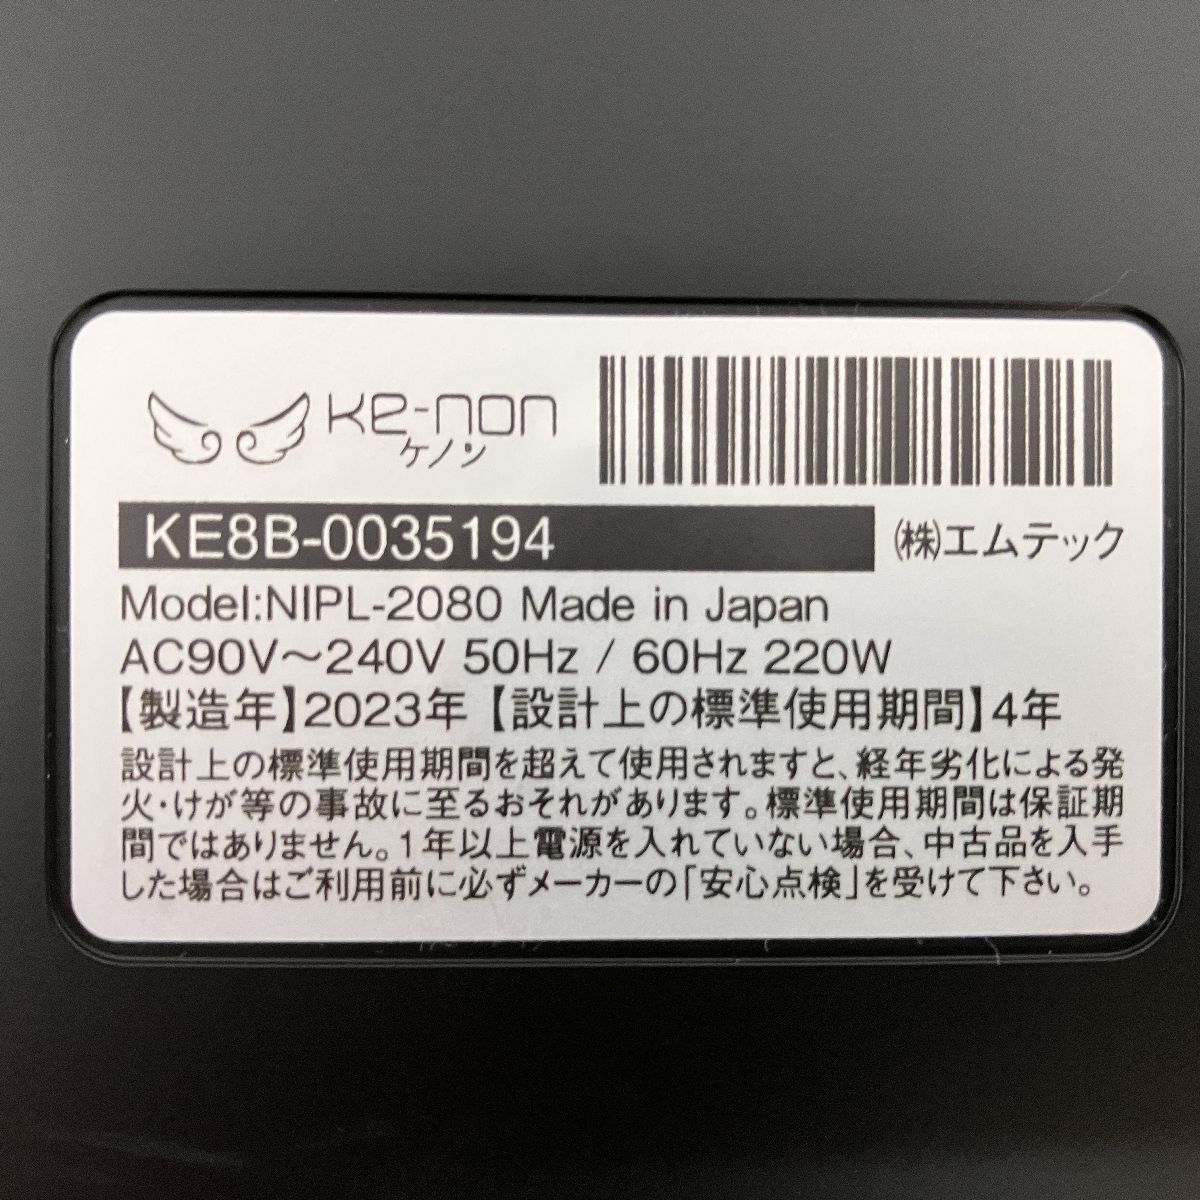 Ke-non
ケノン
KE8B-0035194
㈱エムテック
Model:NIPL-2080 Made in Japan
AC90V～240V 50Hz / 60Hz 220W
【製造年】2023年【設計上の標準使用期間】4年
設計上の標準使用期間を超えて使用されますと、経年劣化による発
火・けが等の事故に至るおそれがあります。標準使用期間は保証期
間ではありません。1年以上電源を入れていない場合、中古品を入手
した場合はご利用前に必ずメーカーの「安心点検」を受けて下さい。